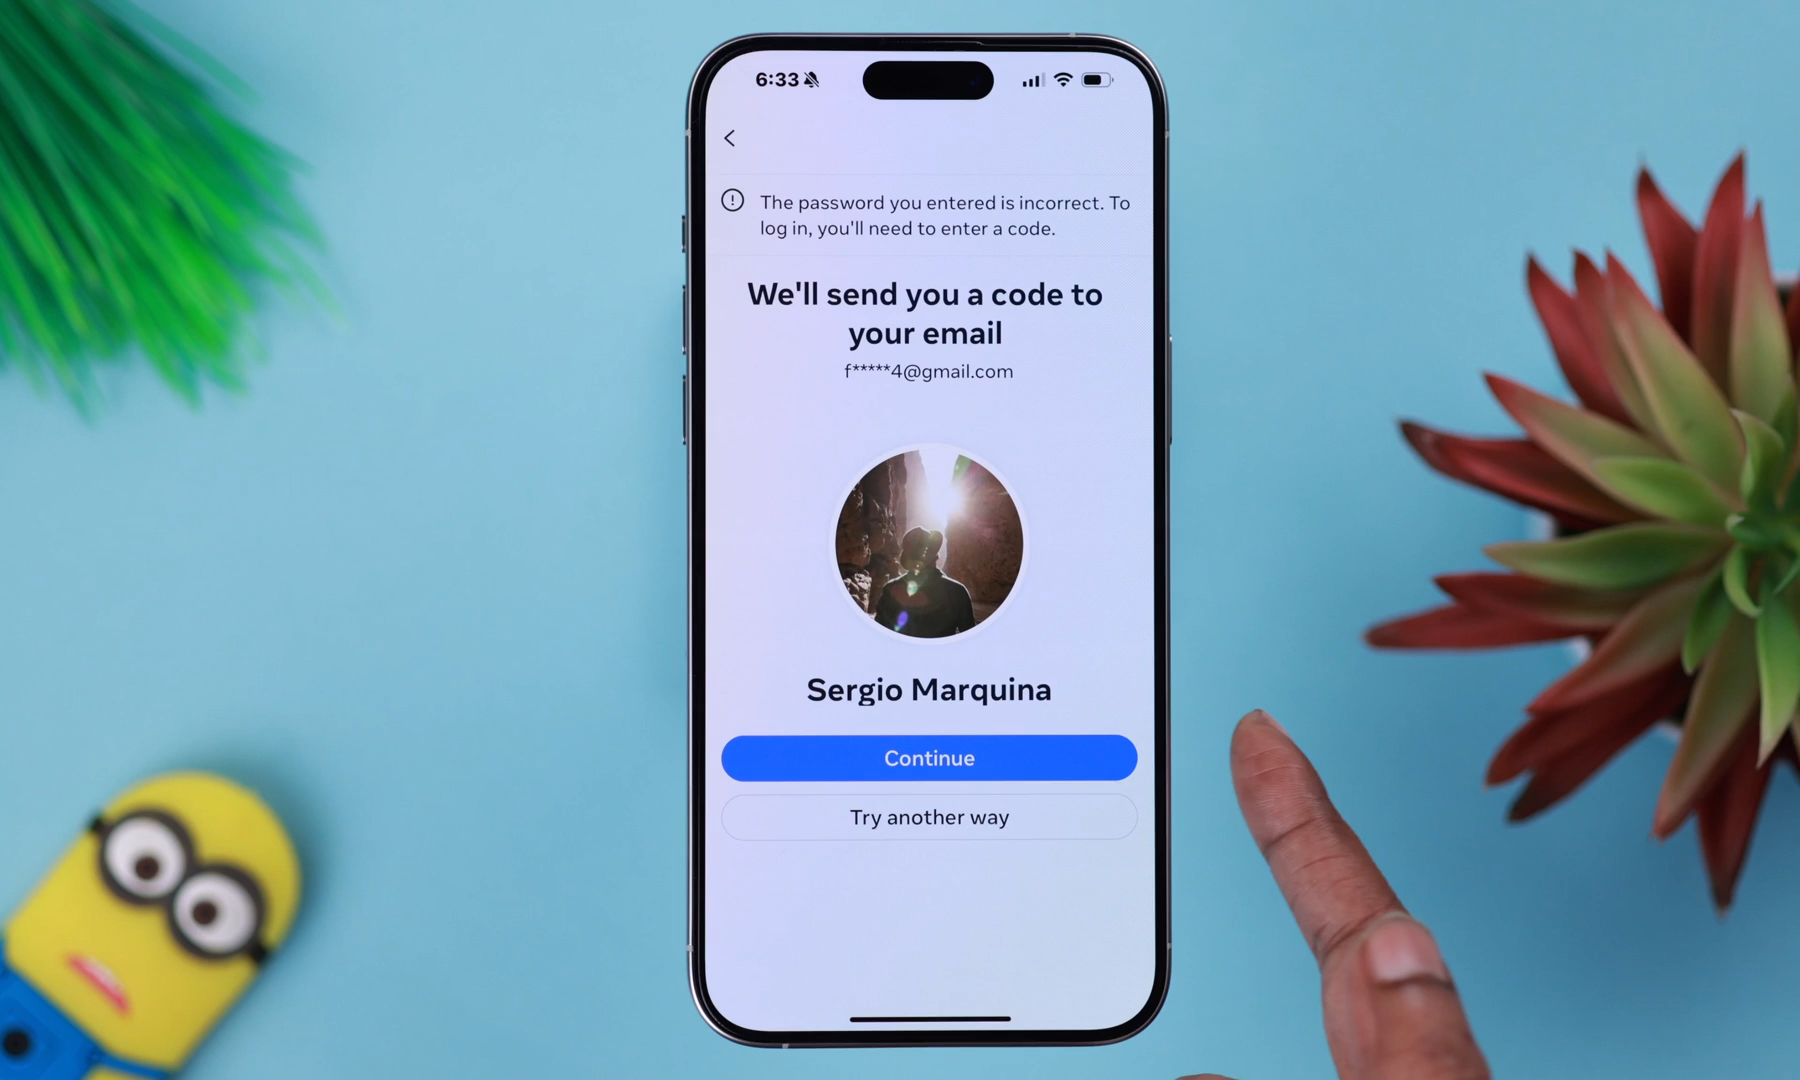 6:33
The password you entered is incorrect. To
log in, you'll need to enter a code.
We'll send you a code to
your email
f*****4@gmail.com
Sergio Marquina
Continue
Try another way